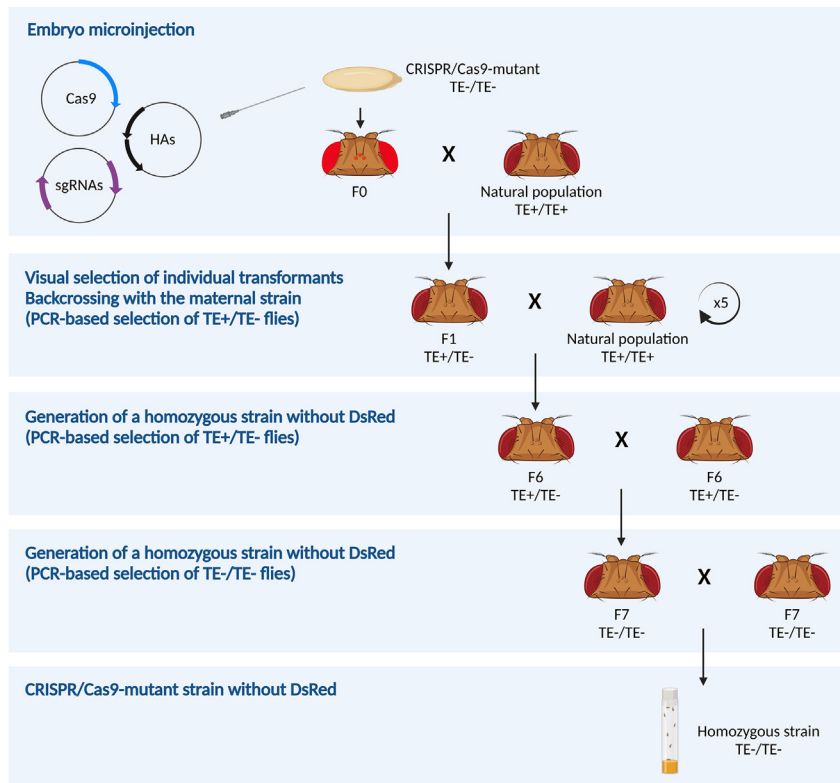 Embryo microinjection
Cas9
HAs
sgRNAs
CRISPR/Cas9-mutant
TE-/TE-
F0
X
Natural population
TE+/TE+
Visual selection of individual transformants
Backcrossing with the maternal strain
(PCR-based selection of TE+/TE- flies)
F1
TE+/TE-
X
Natural population
TE+/TE+
x5
Generation of a homozygous strain without DsRed
(PCR-based selection of TE+/TE- flies)
F6
TE+/TE-
X
F6
TE+/TE-
Generation of a homozygous strain without DsRed
(PCR-based selection of TE-/TE- flies)
F7
TE-/TE-
X
F7
TE-/TE-
CRISPR/Cas9-mutant strain without DsRed
Homozygous strain
TE-/TE-